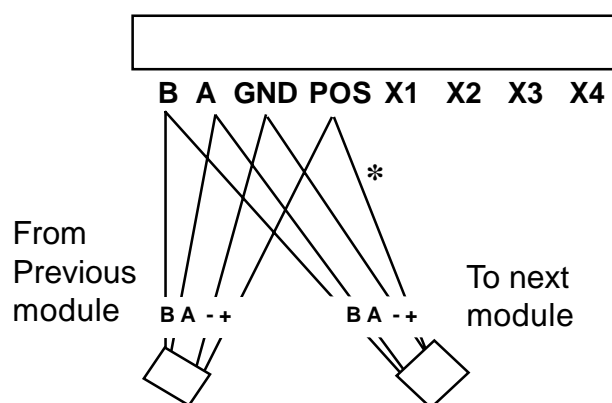 B A GND POS X1 X2 X3 X4
*
From
Previous
module
To next
module
B A - +
B A - +